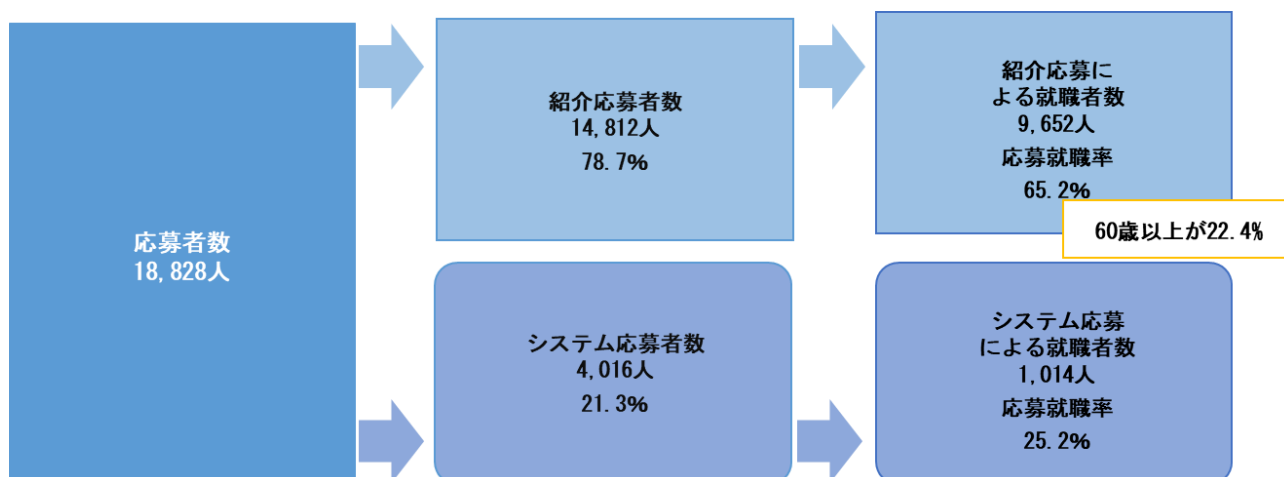 応募者数
18,828人
紹介応募者数
14,812人
78.7%
紹介応募に
よる就職者数
9,652人
応募就職率
65.2%
60歳以上が22.4%
システム応募者数
4,016人
21.3%
システム応募
による就職者数
1,014人
応募就職率
25.2%